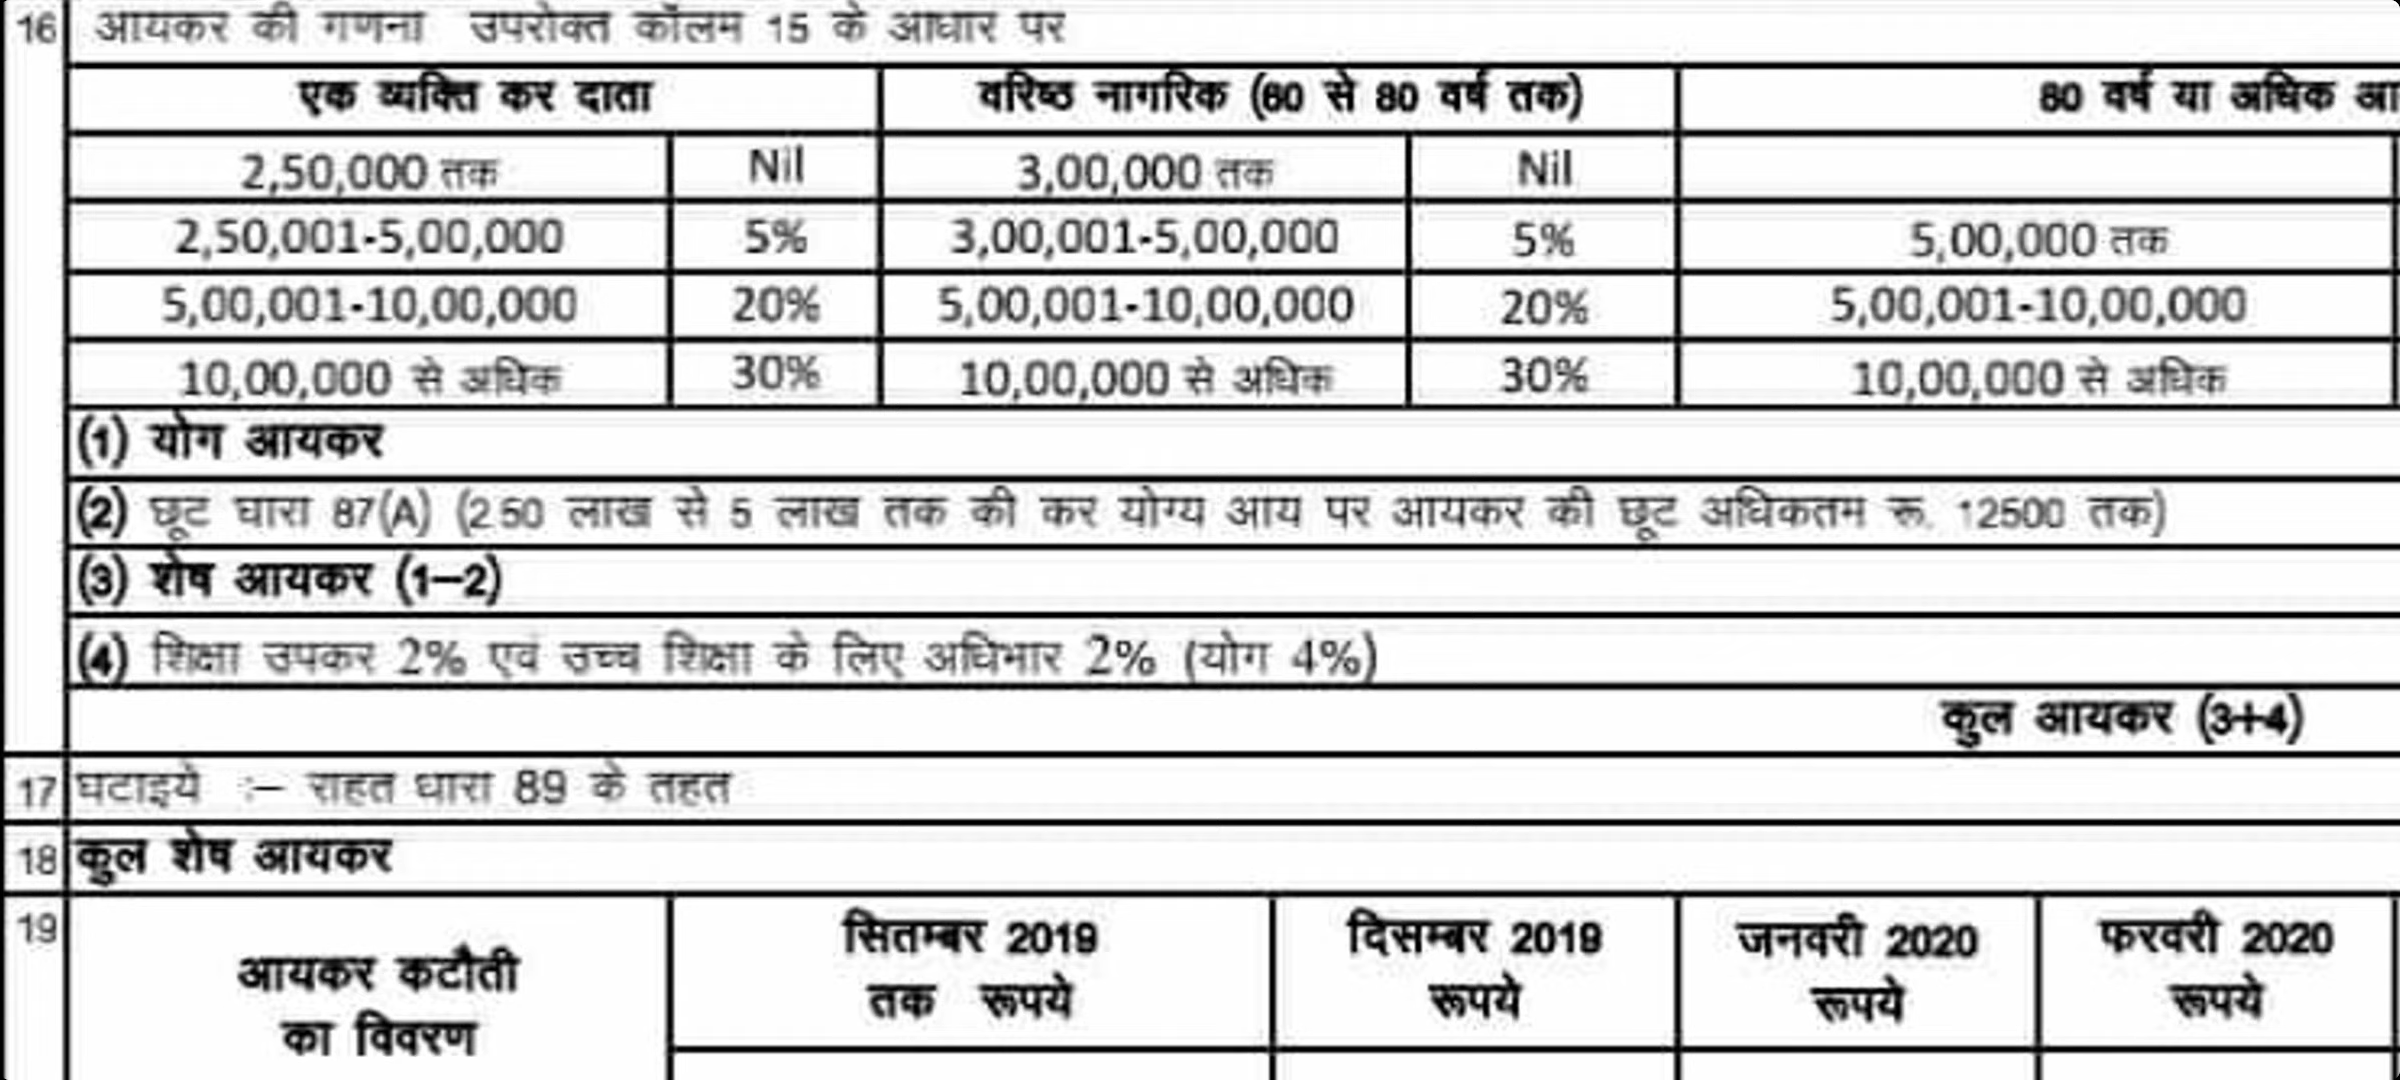 16 आयकर की गणना उपरोक्त कॉलम 15 के आधार पर
एक व्यक्ति कर दाता वरिष्ठ नागरिक (60 से 80 वर्ष तक) 80 वर्ष या अधिक आ
2,50,000 तक Nil 3,00,000 तक Nil
2,50,001-5,00,000 5% 3,00,001-5,00,000 5% 5,00,000 तक
5,00,001-10,00,000 20% 5,00,001-10,00,000 20% 5,00,001-10,00,000
10,00,000 से अधिक 30% 10,00,000 से अधिक 30% 10,00,000 से अधिक
(1) योग आयकर
(2) छूट धारा 87(A) (2.50 लाख से 5 लाख तक की कर योग्य आय पर आयकर की छूट अधिकतम रू. 12500 तक)
(3) शेष आयकर (1–2)
(4) शिक्षा उपकर 2% एवं उच्च शिक्षा के लिए अधिभार 2% (योग 4%)
कुल आयकर (3+4)
17 घटाइये :– राहत धारा 89 के तहत
18 कुल शेष आयकर
19 आयकर कटौती का विवरण
सितम्बर 2019 दिसम्बर 2019 जनवरी 2020 फरवरी 2020
तक रूपये रूपये रूपये रूपये